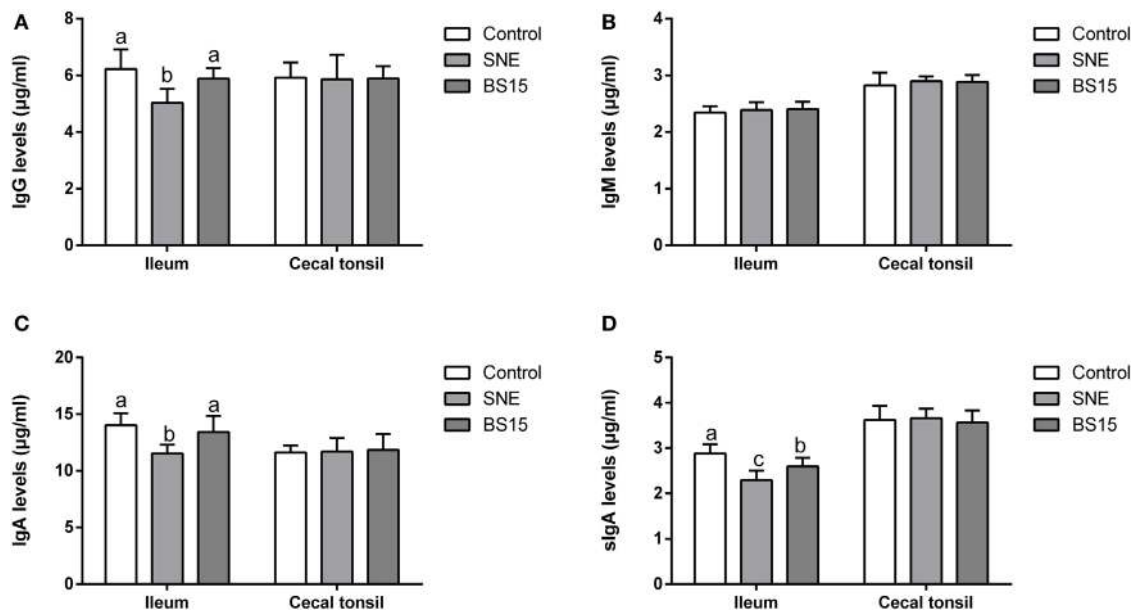 A
IgG levels (µg/ml)
8
6
4
2
0
a
b
a
Ileum
Cecal tonsil
Control
SNE
BS15
B
IgM levels (µg/ml)
4
3
2
1
0
Ileum
Cecal tonsil
Control
SNE
BS15
C
IgA levels (µg/ml)
20
15
10
5
0
a
b
a
Ileum
Cecal tonsil
Control
SNE
BS15
D
sIgA levels (µg/ml)
5
4
3
2
1
0
a
c
b
Ileum
Cecal tonsil
Control
SNE
BS15